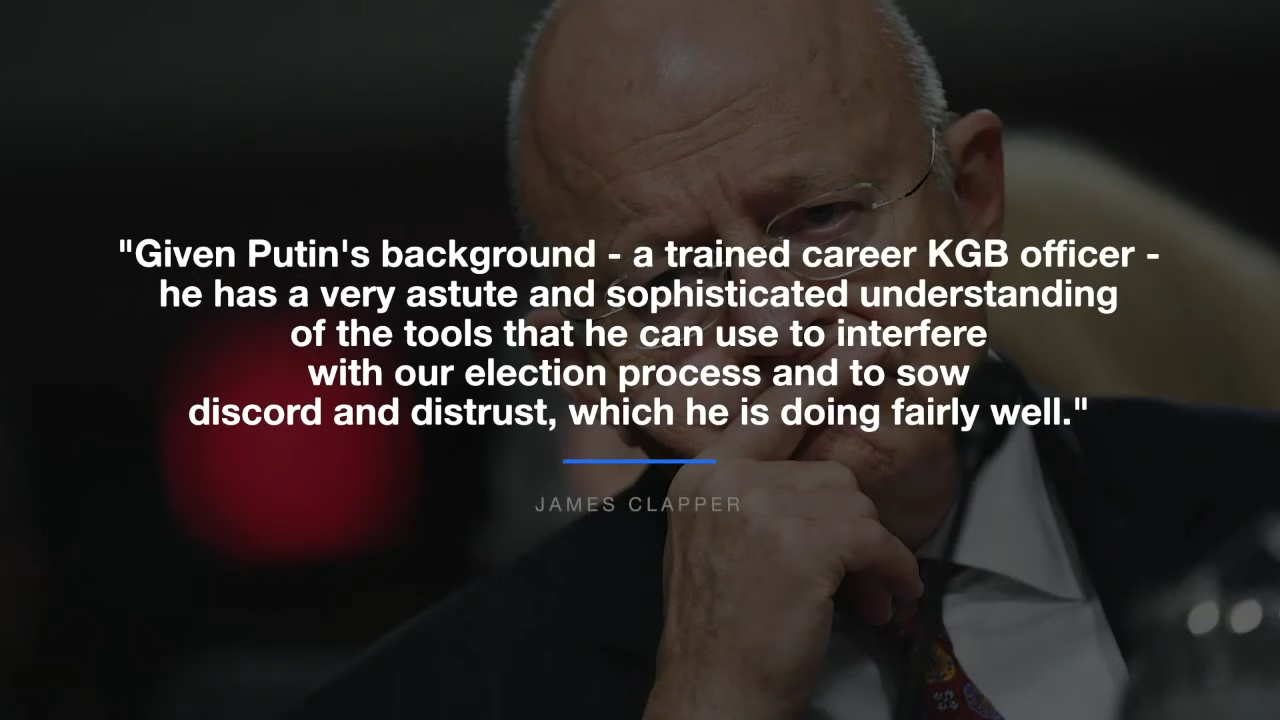 "Given Putin's background - a trained career KGB officer -
he has a very astute and sophisticated understanding
of the tools that he can use to interfere
with our election process and to sow
discord and distrust, which he is doing fairly well."
JAMES CLAPPER